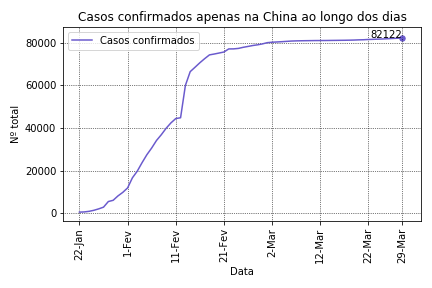 Casos confirmados apenas na China ao longo dos dias
82122
Casos confirmados
80000
60000
40000
20000
0
Nº total
22-Jan
1-Fev
11-Fev
21-Fev
2-Mar
12-Mar
22-Mar
29-Mar
Data